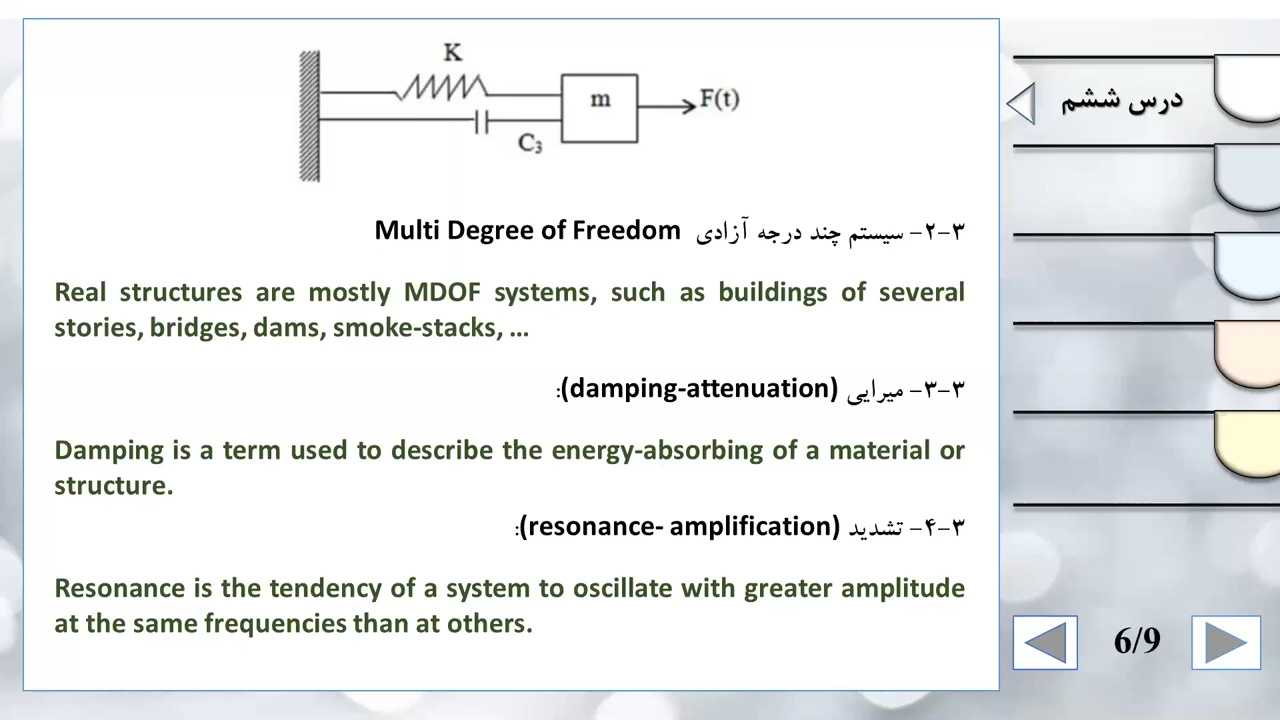 K
m
F(t)
C₃
۳-۲- سیستم چند درجه آزادی Multi Degree of Freedom
Real structures are mostly MDOF systems, such as buildings of several
stories, bridges, dams, smoke-stacks, ...
۳-۳- میرایی (damping-attenuation):
Damping is a term used to describe the energy-absorbing of a material or
structure.
۳-۴- تشدید (resonance- amplification):
Resonance is the tendency of a system to oscillate with greater amplitude
at the same frequencies than at others.
درس ششم
6/9